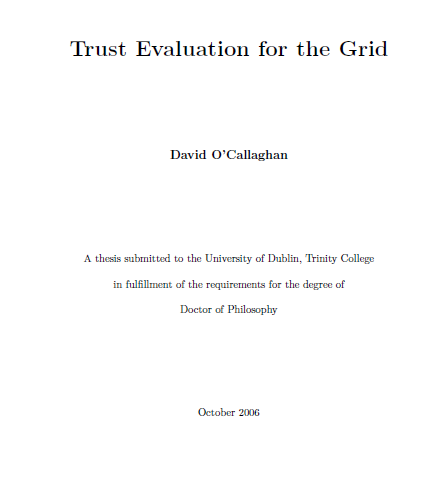 Trust Evaluation for the Grid
David O'Callaghan
A thesis submitted to the University of Dublin, Trinity College
in fulfillment of the requirements for the degree of
Doctor of Philosophy
October 2006